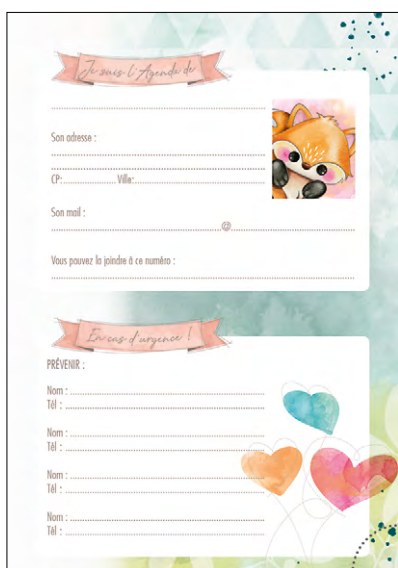 Je suis l'Agenda de
Son adresse :
CP: Ville:
Son mail :
@
Vous pouvez la joindre à ce numéro :
En cas d'urgence !
PRÉVENIR :
Nom :
Tél :
Nom :
Tél :
Nom :
Tél :
Nom :
Tél :